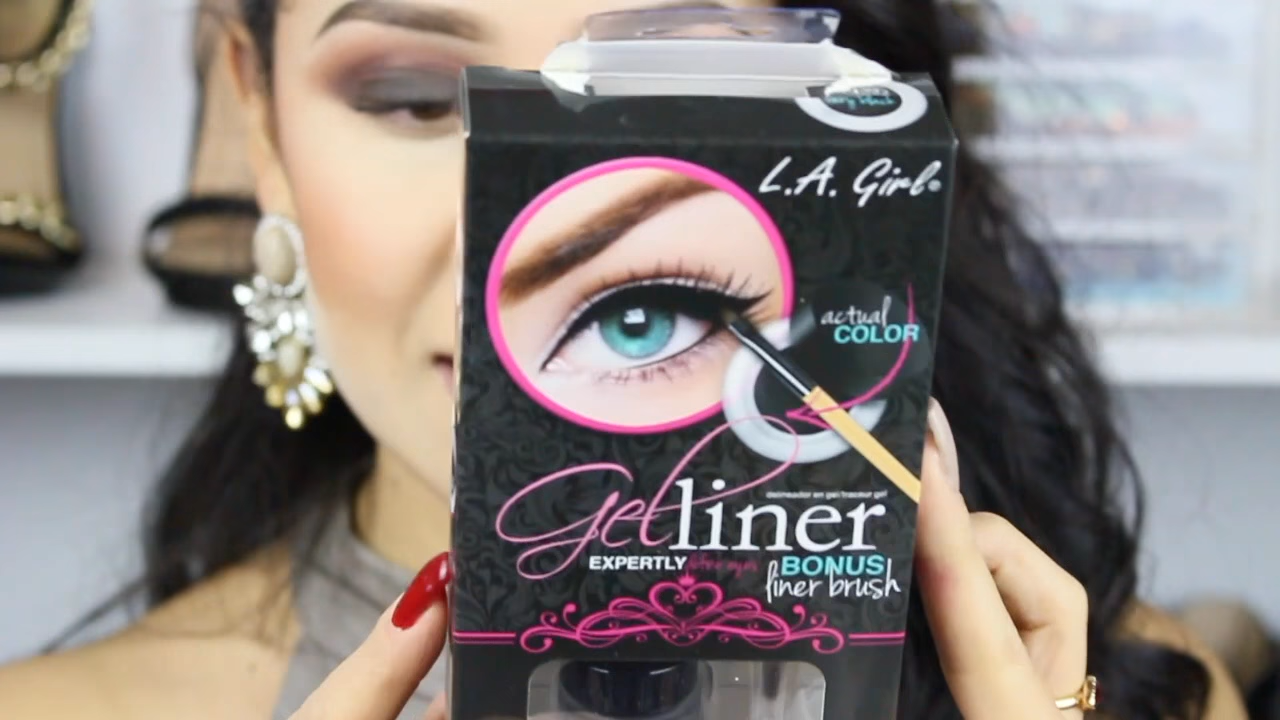 L.A. Girl®
actual
COLOR
delineador en gel/traceur gel
Gel liner
EXPERTLY BONUS
liner brush